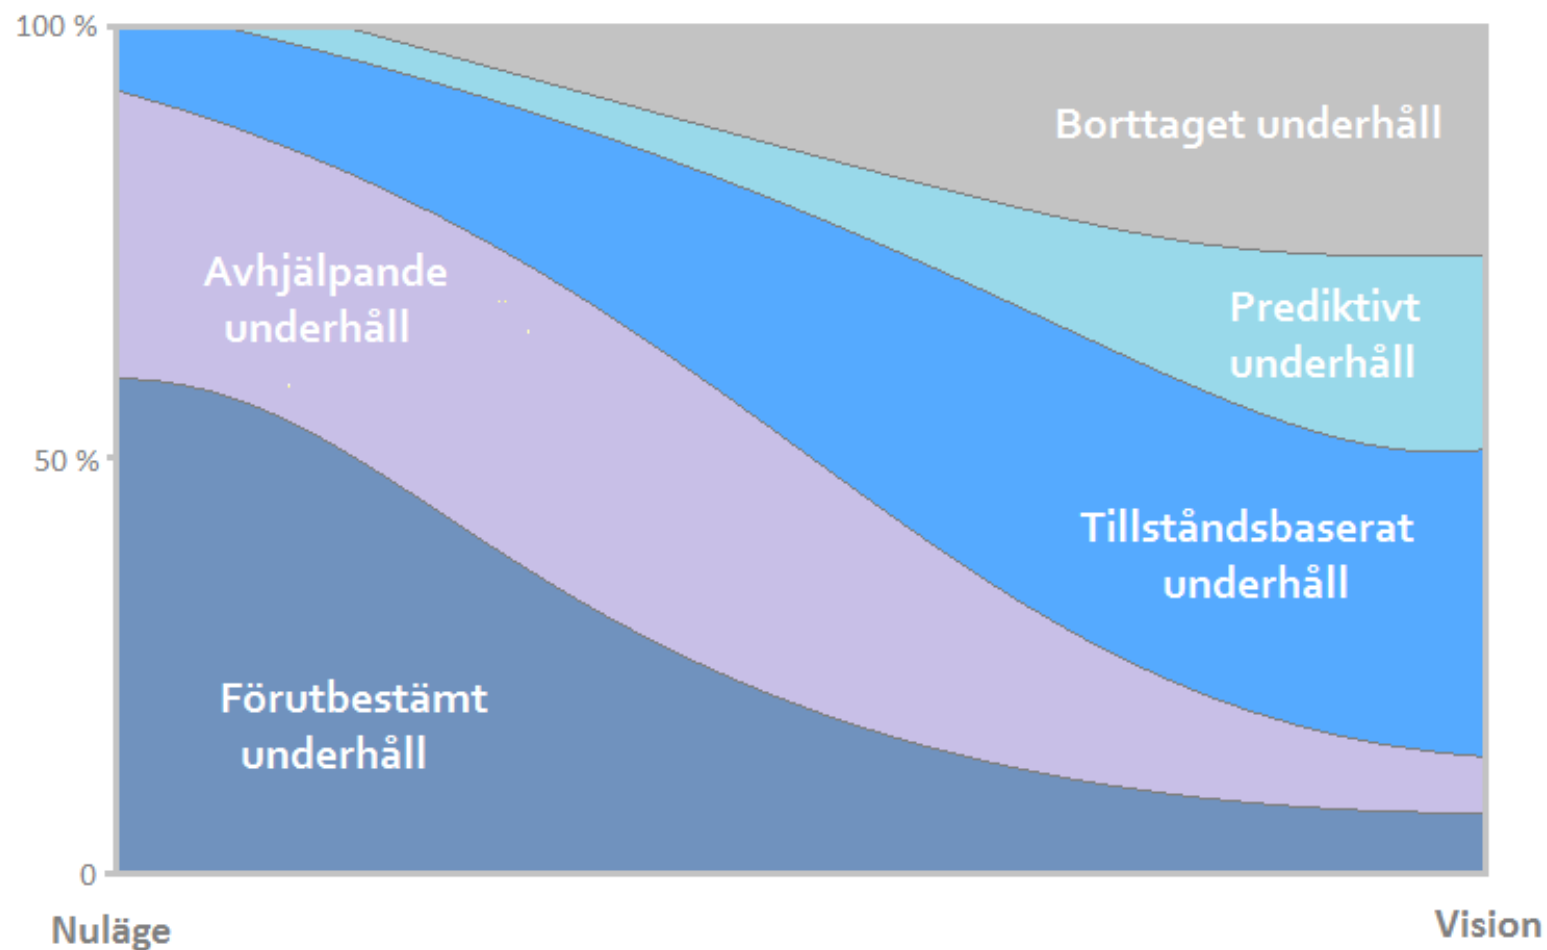 100 %
Borttaget underhåll
Avhjälpande
underhåll
Prediktivt
underhåll
50 %
Tillståndsbaserat
underhåll
Förutbestämt
underhåll
0
Nuläge
Vision